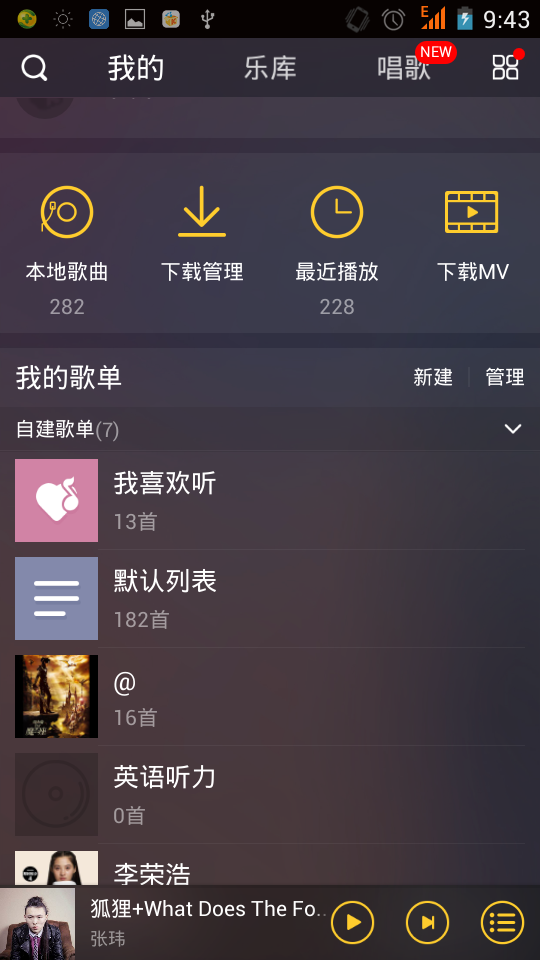 E
9:43
我的
乐库
唱歌
NEW
本地歌曲
下载管理
最近播放
下载MV
282
228
我的歌单
新建
管理
自建歌单(7)
我喜欢听
13首
默认列表
182首
@
16首
英语听力
0首
李荣浩
狐狸+What Does The Fo..
张玮